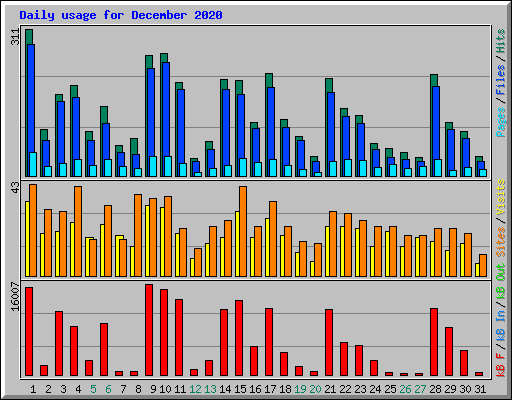 Daily usage for December 2020
311
Pages / Files / Hits
43
Sites / Visits
16007
kB F / kB In / kB Out
1 2 3 4 5 6 7 8 9 10 11 12 13 14 15 16 17 18 19 20 21 22 23 24 25 26 27 28 29 30 31